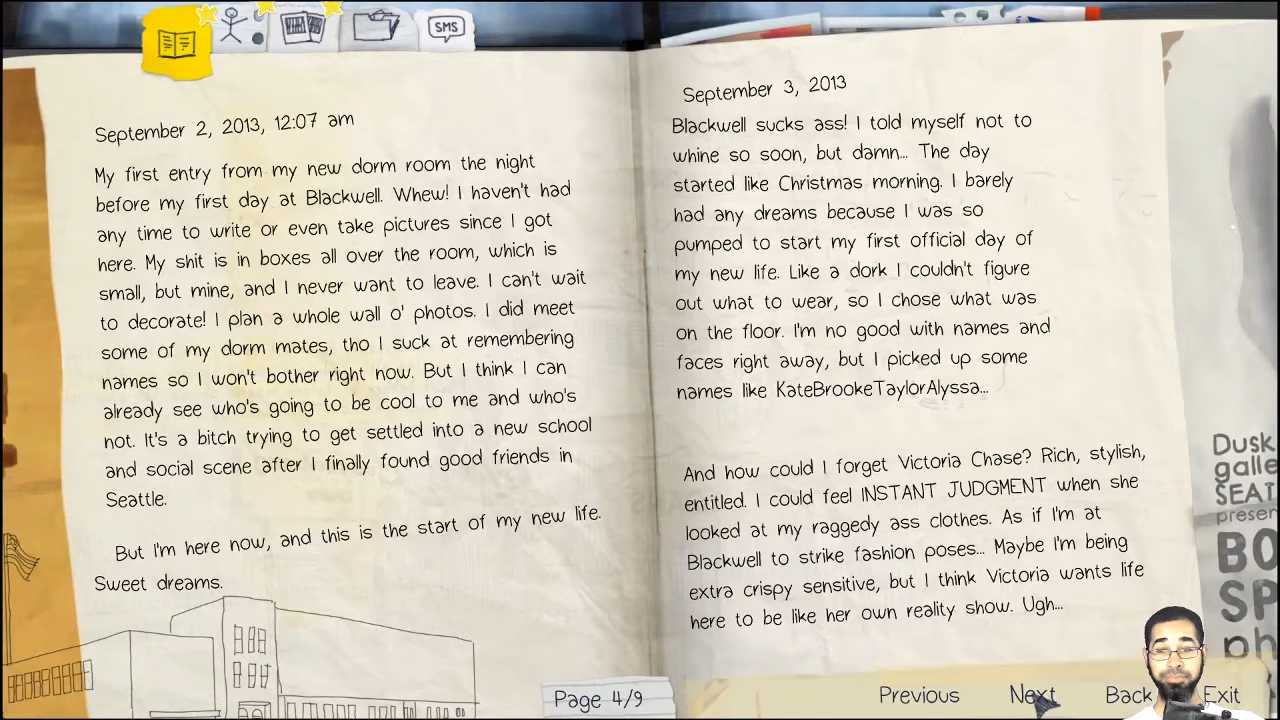 SMS
September 2, 2013, 12:07 am
My first entry from my new dorm room the night
before my first day at Blackwell. Whew! I haven't had
any time to write or even take pictures since I got
here. My shit is in boxes all over the room, which is
small, but mine, and I never want to leave. I can't wait
to decorate! I plan a whole wall o' photos. I did meet
some of my dorm mates, tho I suck at remembering
names so I won't bother right now. But I think I can
already see who's going to be cool to me and who's
not. It's a bitch trying to get settled into a new school
and social scene after I finally found good friends in
Seattle.
But I'm here now, and this is the start of my new life.
Sweet dreams.
September 3, 2013
Blackwell sucks ass! I told myself not to
whine so soon, but damn... The day
started like Christmas morning. I barely
had any dreams because I was so
pumped to start my first official day of
my new life. Like a dork I couldn't figure
out what to wear, so I chose what was
on the floor. I'm no good with names and
faces right away, but I picked up some
names like KateBrookeTaylorAlyssa...
And how could I forget Victoria Chase? Rich, stylish,
entitled. I could feel INSTANT JUDGMENT when she
looked at my raggedy ass clothes. As if I'm at
Blackwell to strike fashion poses... Maybe I'm being
extra crispy sensitive, but I think Victoria wants life
here to be like her own reality show. Ugh...
Dusk
galle
SEAT
presen
BO
SP
ph
Page 4/9
Previous Next Back Exit